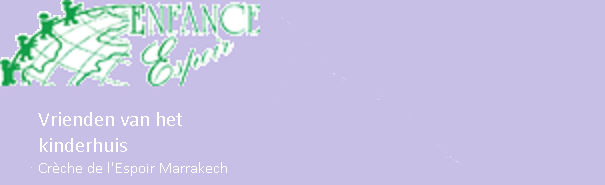 ENFANCE
Espoir
Vrienden van het
kinderhuis
Crèche de l'Espoir Marrakech